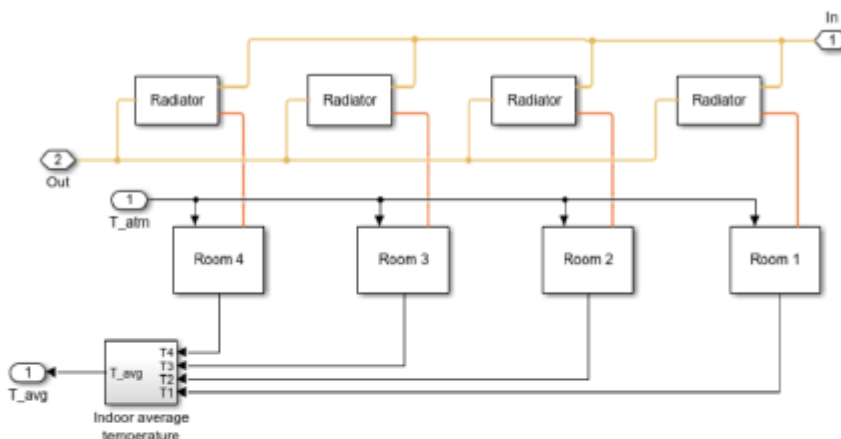 In
1
Radiator
Radiator
Radiator
Radiator
2
Out
1
T_atm
Room 4
Room 3
Room 2
Room 1
T4
T3
T_avg
T2
T1
1
T_avg
Indoor average
temperature